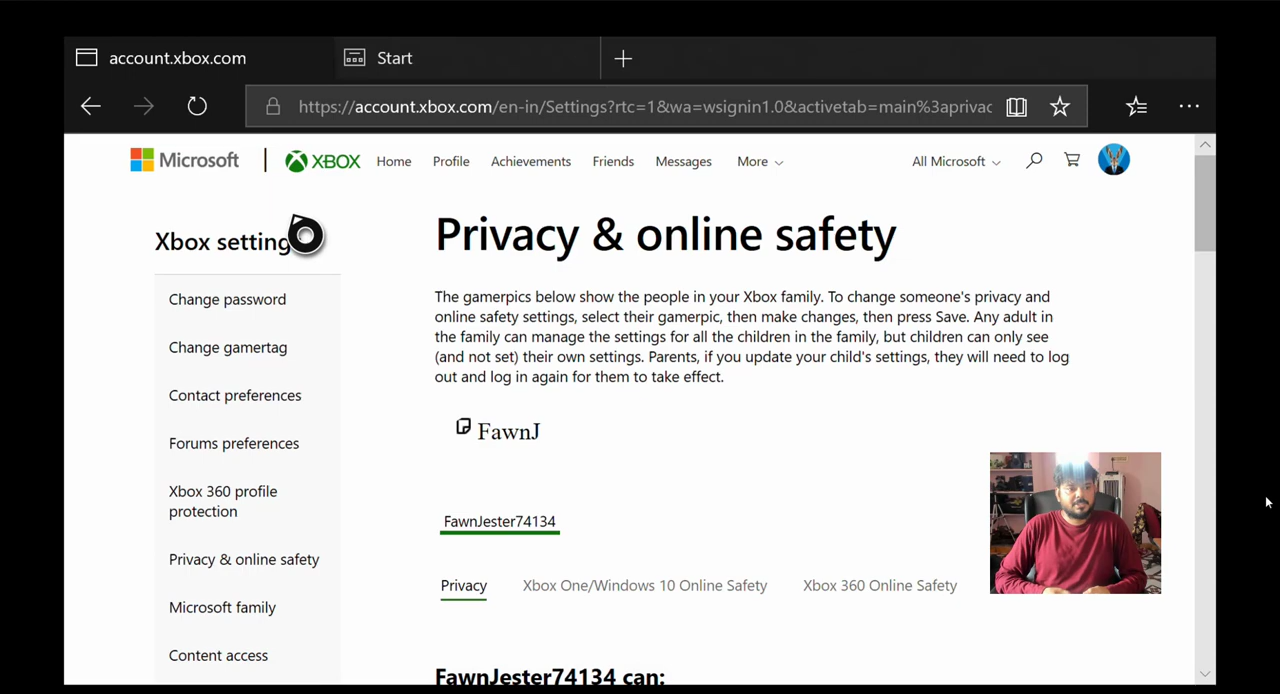 account.xbox.com
Start
https://account.xbox.com/en-in/Settings?rtc=1&wa=wsignin1.0&activetab=main%3aprivac
Microsoft | XBOX Home Profile Achievements Friends Messages More All Microsoft
Xbox setting
Change password
Change gamertag
Contact preferences
Forums preferences
Xbox 360 profile
protection
Privacy & online safety
Microsoft family
Content access
Privacy & online safety
The gamerpics below show the people in your Xbox family. To change someone's privacy and
online safety settings, select their gamerpic, then make changes, then press Save. Any adult in
the family can manage the settings for all the children in the family, but children can only see
(and not set) their own settings. Parents, if you update your child's settings, they will need to log
out and log in again for them to take effect.
FawnJ
FawnJester74134
Privacy Xbox One/Windows 10 Online Safety Xbox 360 Online Safety
FawnJester74134 can: